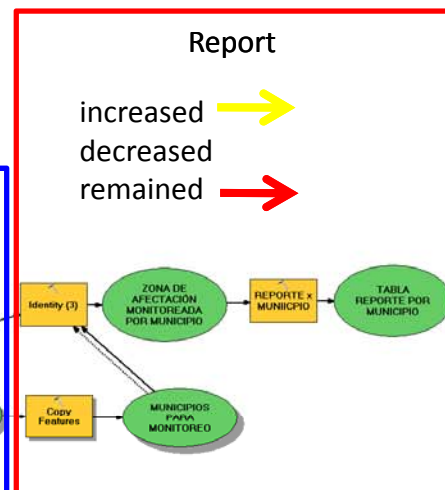 Report
increased
decreased
remained
Identity (3)
ZONA DE
AFECTACIÓN
MONITOREADA
POR MUNICIPIO
REPORTE x
MUNIICPIO
TABLA
REPORTE POR
MUNICIPIO
Copy
Features
MUNICIPIOS
PARA
MONITOREO